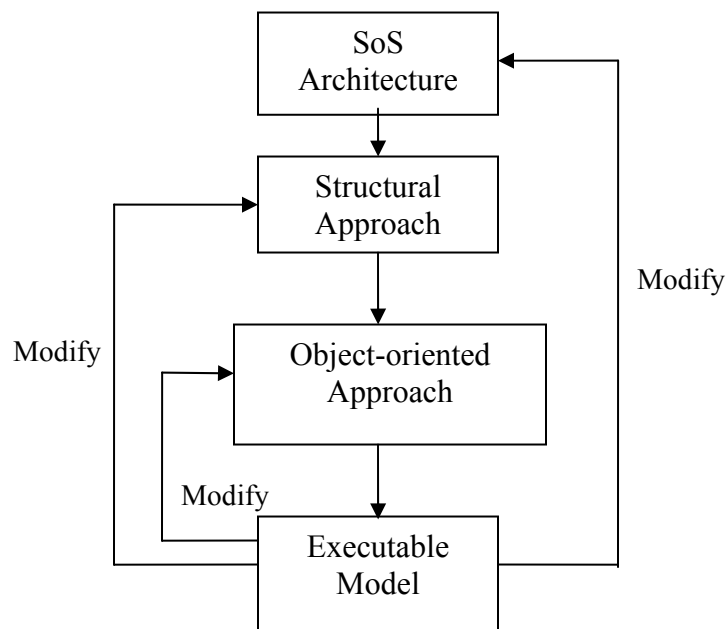 SoS
Architecture
Structural
Approach
Modify
Modify
Object-oriented
Approach
Modify
Executable
Model